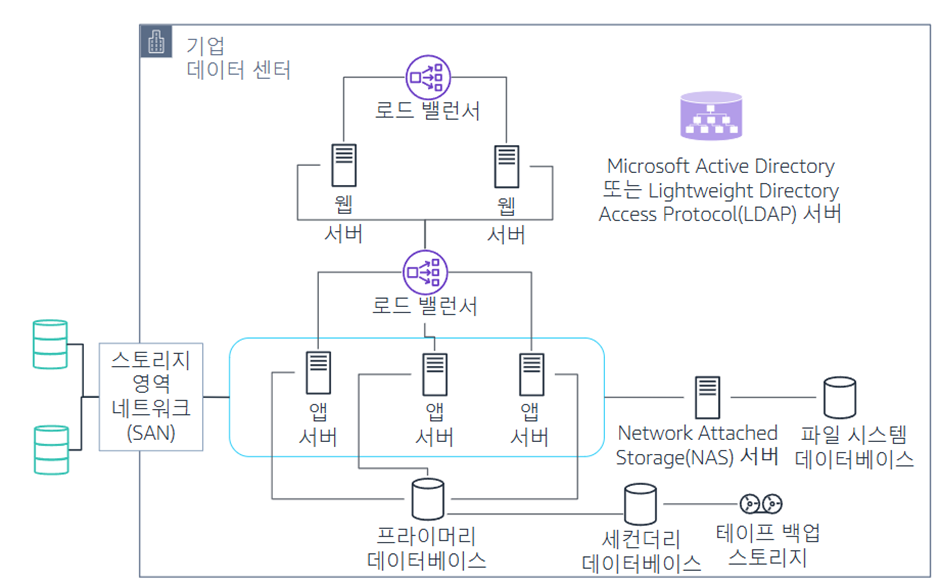 기업
데이터 센터
로드 밸런서
웹
서버
웹
서버
Microsoft Active Directory
또는 Lightweight Directory
Access Protocol(LDAP) 서버
로드 밸런서
스토리지
영역
네트워크
(SAN)
앱
서버
앱
서버
앱
서버
Network Attached
Storage(NAS) 서버
파일 시스템
데이터베이스
프라이머리
데이터베이스
세컨더리
데이터베이스
테이프 백업
스토리지